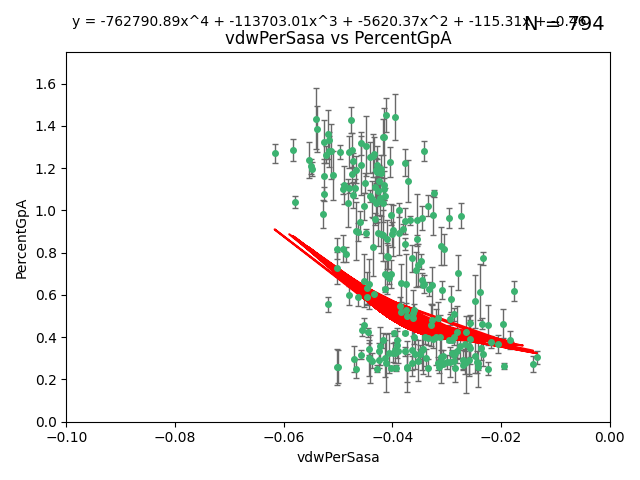 y = -762790.89x^4 + -113703.01x^3 + -5620.37x^2 + -115.31x + -0.46
N = 794
vdwPerSasa vs PercentGpA
PercentGpA
1.6
1.4
1.2
1.0
0.8
0.6
0.4
0.2
0.0
−0.10 −0.08 −0.06 −0.04 −0.02 0.00
vdwPerSasa